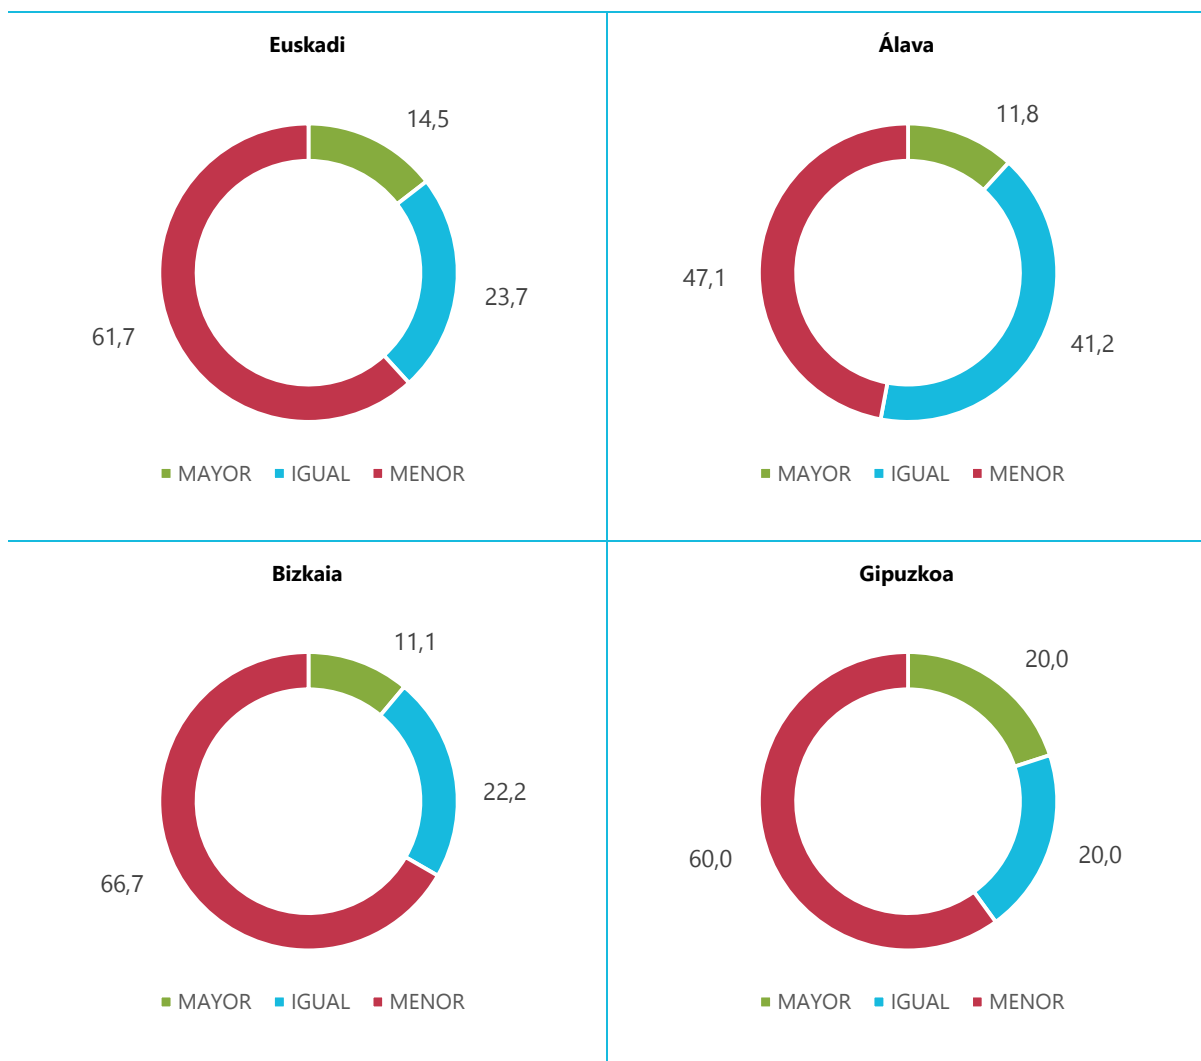 Euskadi
14,5
23,7
61,7
MAYOR IGUAL MENOR
Álava
11,8
41,2
47,1
MAYOR IGUAL MENOR
Bizkaia
11,1
22,2
66,7
MAYOR IGUAL MENOR
Gipuzkoa
20,0
20,0
60,0
MAYOR IGUAL MENOR